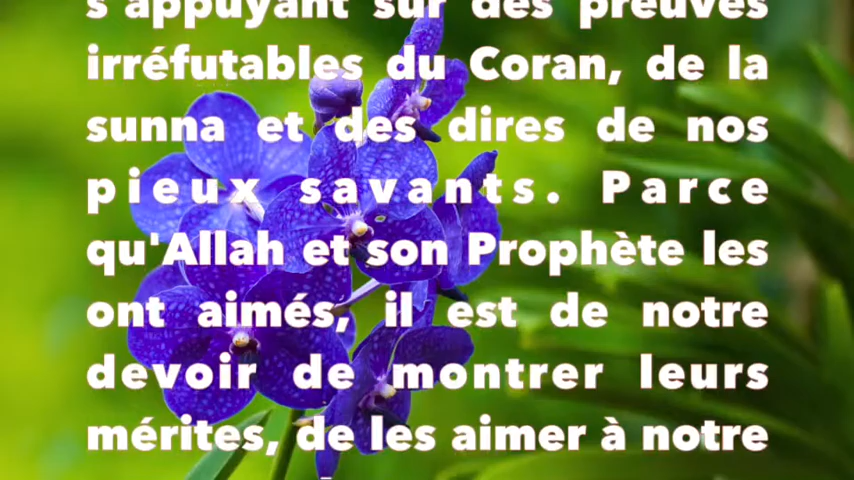 s'appuyant sur des preuves
irréfutables du Coran, de la
sunna et des dires de nos
pieux savants. Parce
qu'Allah et son Prophète les
ont aimés, il est de notre
devoir de montrer leurs
mérites, de les aimer à notre